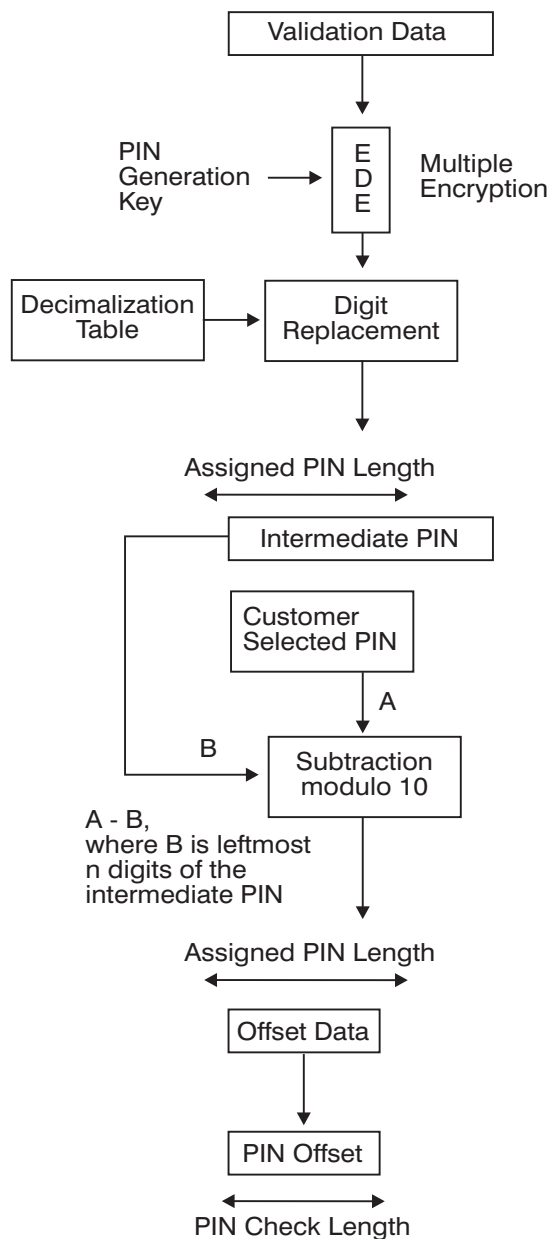 Validation Data
PIN
Generation
Key
E
D
E
Multiple
Encryption
Decimalization
Table
Digit
Replacement
Assigned PIN Length
Intermediate PIN
Customer
Selected PIN
A
B
Subtraction
modulo 10
A - B,
where B is leftmost
n digits of the
intermediate PIN
Assigned PIN Length
Offset Data
PIN Offset
PIN Check Length